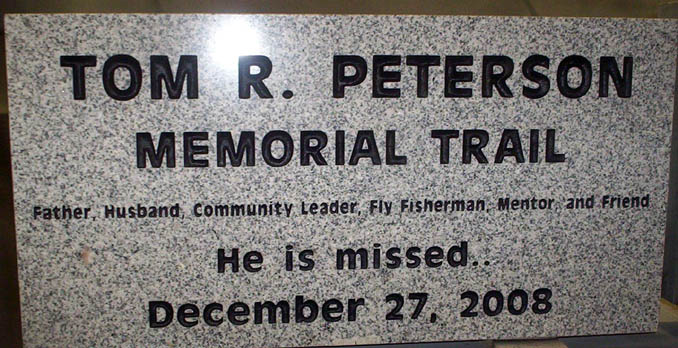 TOM R. PETERSON
MEMORIAL TRAIL
Father, Husband, Community Leader, Fly Fisherman, Mentor, and Friend
He is missed..
December 27, 2008